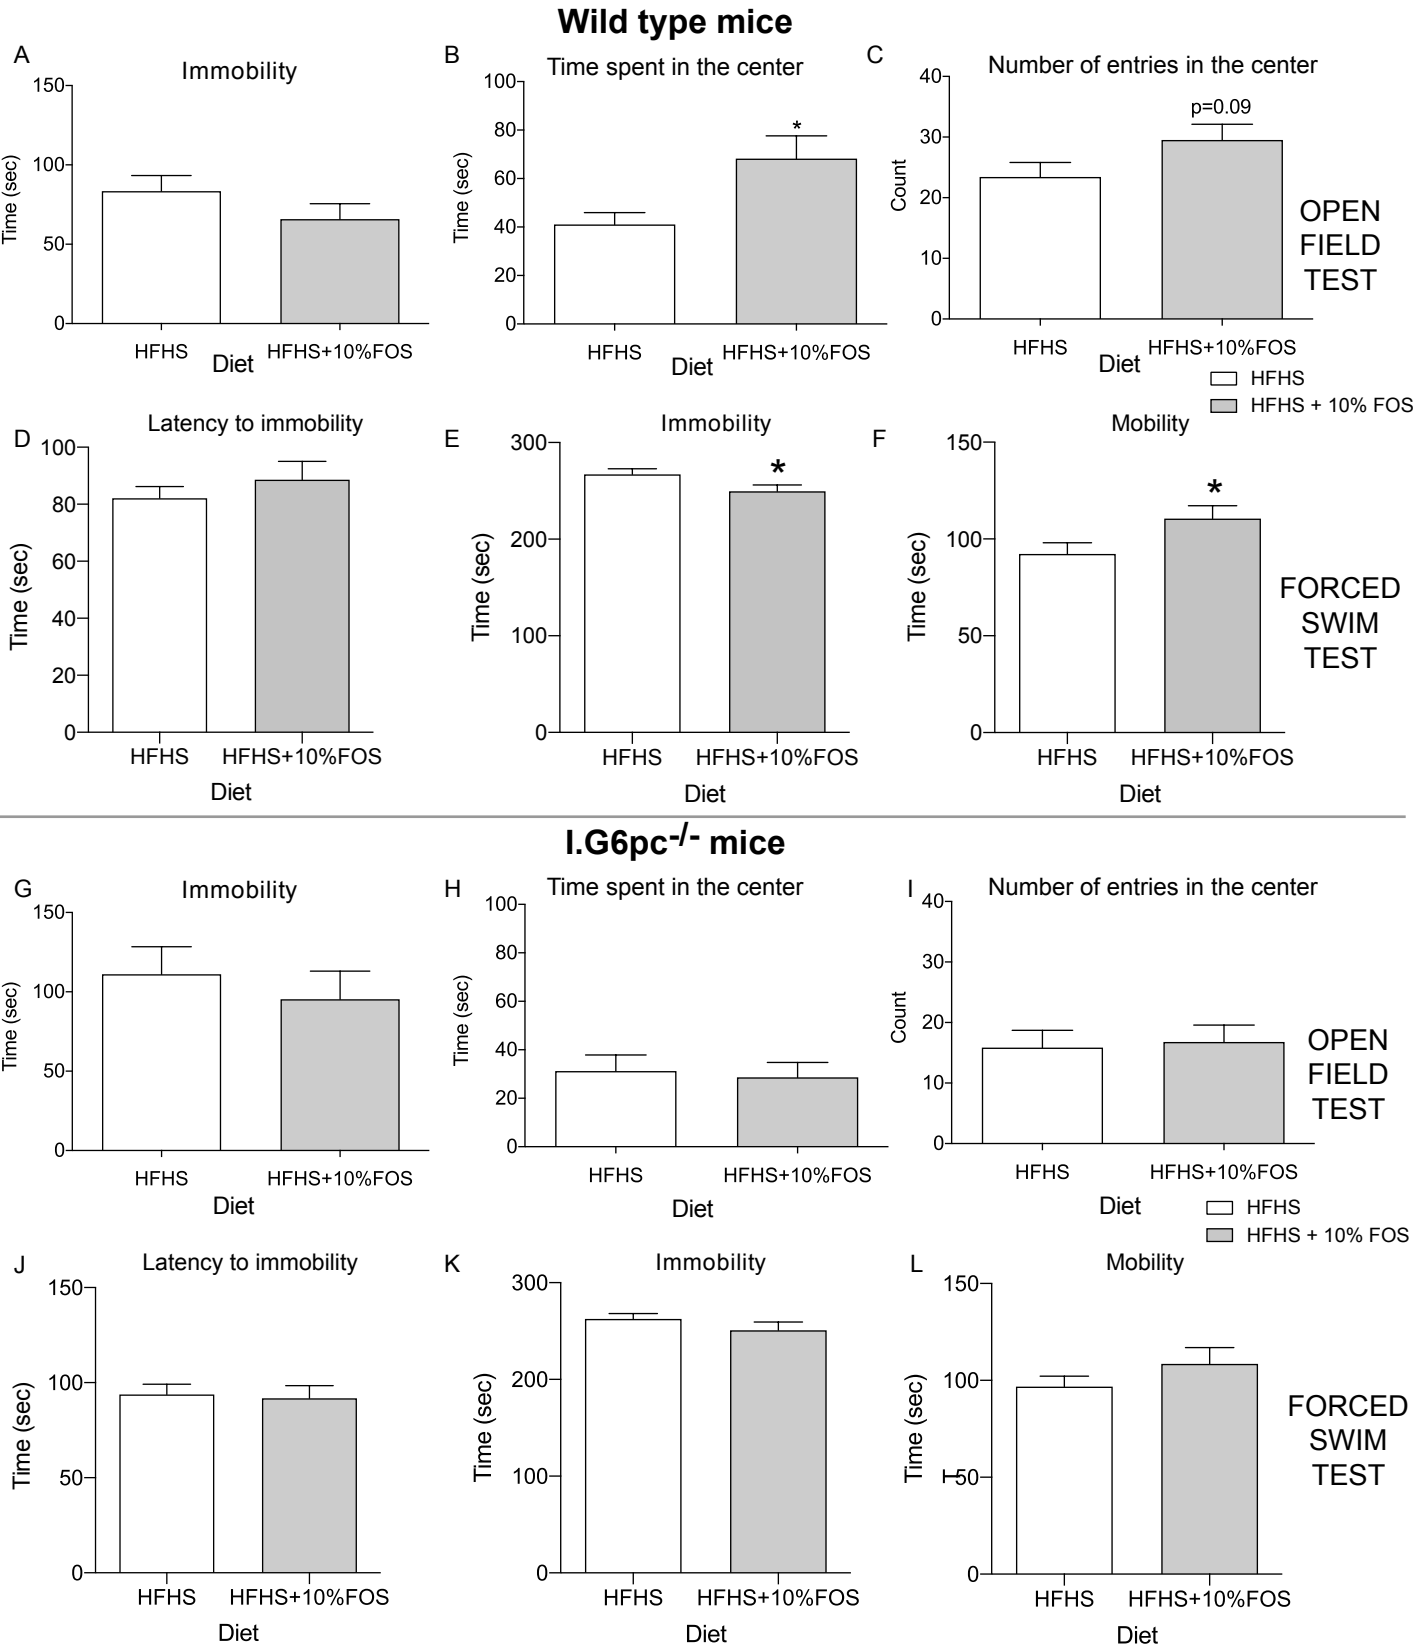 Wild type mice
A
Immobility
150
100
50
0
Time (sec)
HFHS
HFHS+10%FOS
Diet
B
Time spent in the center
100
80
60
40
20
0
Time (sec)
*
HFHS
HFHS+10%FOS
Diet
C
Number of entries in the center
40
30
20
10
0
Count
p=0.09
HFHS
HFHS+10%FOS
Diet
OPEN
FIELD
TEST
HFHS
HFHS + 10% FOS
D
Latency to immobility
100
80
60
40
20
0
Time (sec)
HFHS
HFHS+10%FOS
Diet
E
Immobility
300
200
100
0
Time (sec)
*
HFHS
HFHS+10%FOS
Diet
F
Mobility
150
100
50
0
Time (sec)
*
HFHS
HFHS+10%FOS
Diet
FORCED
SWIM
TEST
I.G6pc-/- mice
G
Immobility
150
100
50
0
Time (sec)
HFHS
HFHS+10%FOS
Diet
H
Time spent in the center
100
80
60
40
20
0
Time (sec)
HFHS
HFHS+10%FOS
Diet
I
Number of entries in the center
40
30
20
10
0
Count
HFHS
HFHS+10%FOS
Diet
OPEN
FIELD
TEST
HFHS
HFHS + 10% FOS
J
Latency to immobility
150
100
50
0
Time (sec)
HFHS
HFHS+10%FOS
Diet
K
Immobility
300
200
100
0
Time (sec)
HFHS
HFHS+10%FOS
Diet
L
Mobility
150
100
50
0
Time (sec)
HFHS
HFHS+10%FOS
Diet
FORCED
SWIM
TEST